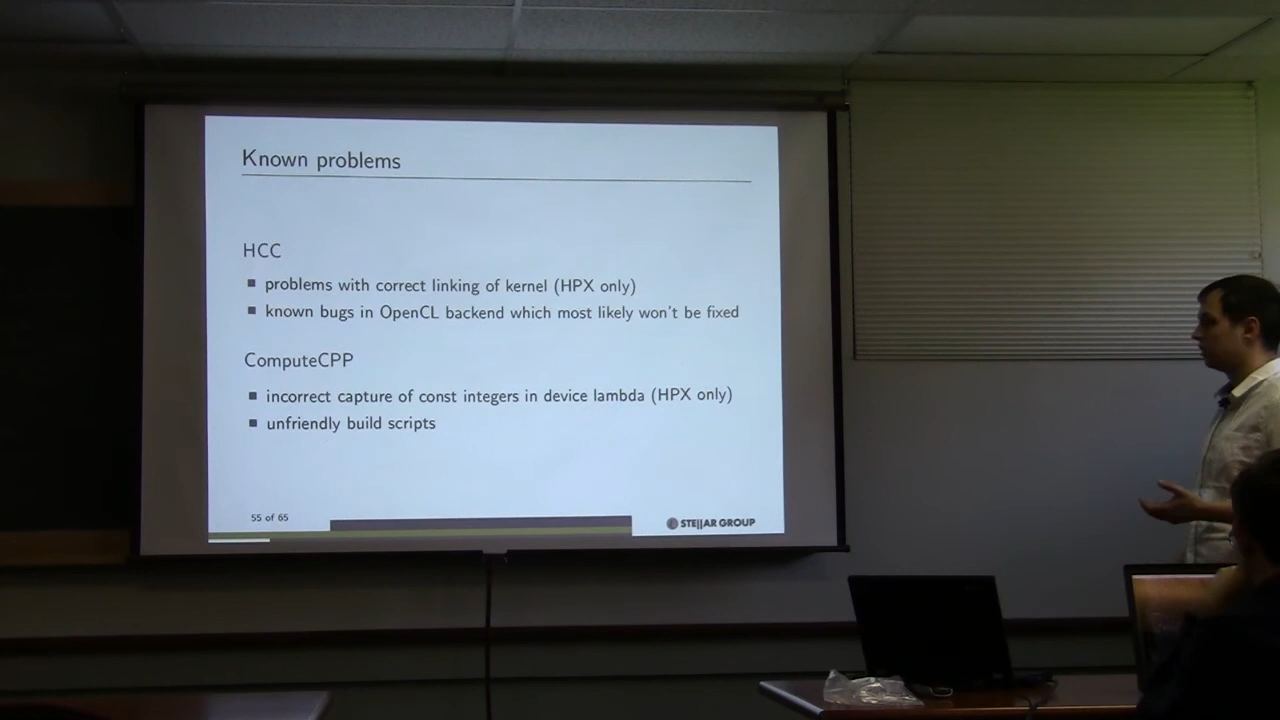 Known problems
HCC
problems with correct linking of kernel (HPX only)
known bugs in OpenCL backend which most likely won't be fixed
ComputeCPP
incorrect capture of const integers in device lambda (HPX only)
unfriendly build scripts
55 of 65
STE||AR GROUP